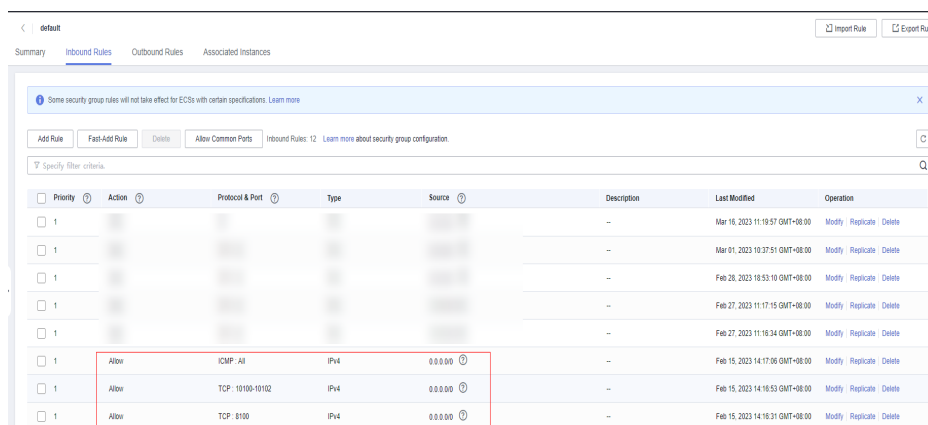 default
Import Rule
Export Ru
Summary Inbound Rules Outbound Rules Associated Instances
Some security group rules will not take effect for ECSs with certain specifications. Learn more
Add Rule Fast-Add Rule Delete Allow Common Ports Inbound Rules: 12 Learn more about security group configuration.
Specify filter criteria.
Priority Action Protocol & Port Type Source Description Last Modified Operation
1 -- Mar 16, 2023 11:19:57 GMT+08:00 Modify Replicate Delete
1 -- Mar 01, 2023 10:37:51 GMT+08:00 Modify Replicate Delete
1 -- Feb 28, 2023 18:53:10 GMT+08:00 Modify Replicate Delete
1 -- Feb 27, 2023 11:17:15 GMT+08:00 Modify Replicate Delete
1 -- Feb 27, 2023 11:16:34 GMT+08:00 Modify Replicate Delete
1 Allow ICMP : All IPv4 0.0.0.0/0 -- Feb 15, 2023 14:17:06 GMT+08:00 Modify Replicate Delete
1 Allow TCP : 10100-10102 IPv4 0.0.0.0/0 -- Feb 15, 2023 14:16:53 GMT+08:00 Modify Replicate Delete
1 Allow TCP : 8100 IPv4 0.0.0.0/0 -- Feb 15, 2023 14:16:31 GMT+08:00 Modify Replicate Delete